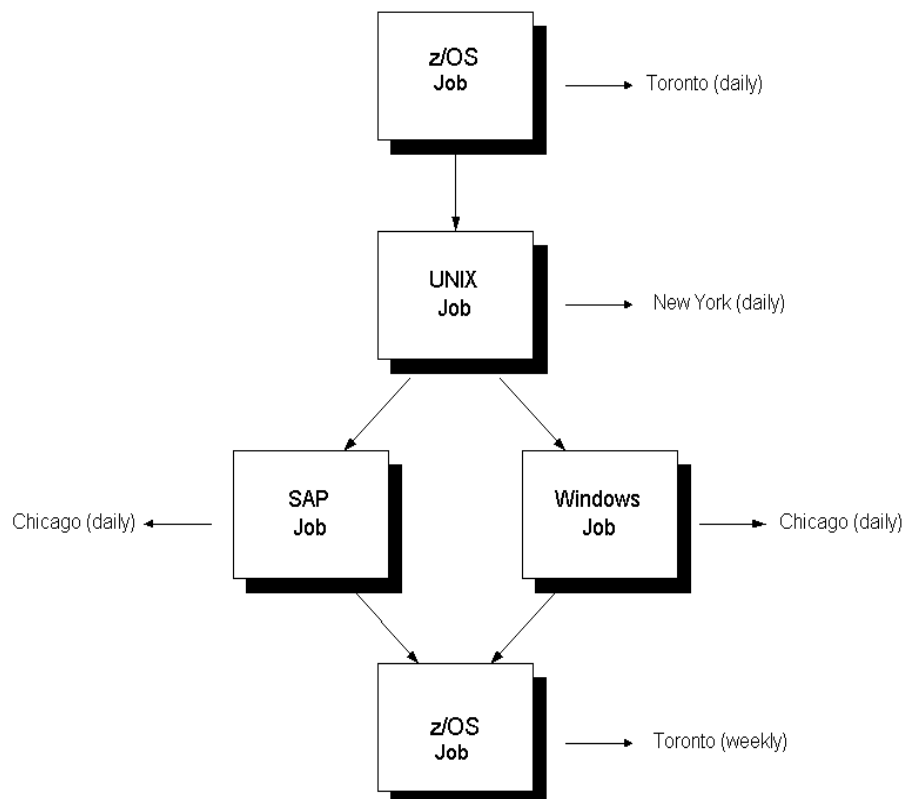 z/OS
Job
Toronto (daily)
UNIX
Job
New York (daily)
SAP
Job
Windows
Job
Chicago (daily)
Chicago (daily)
z/OS
Job
Toronto (weekly)